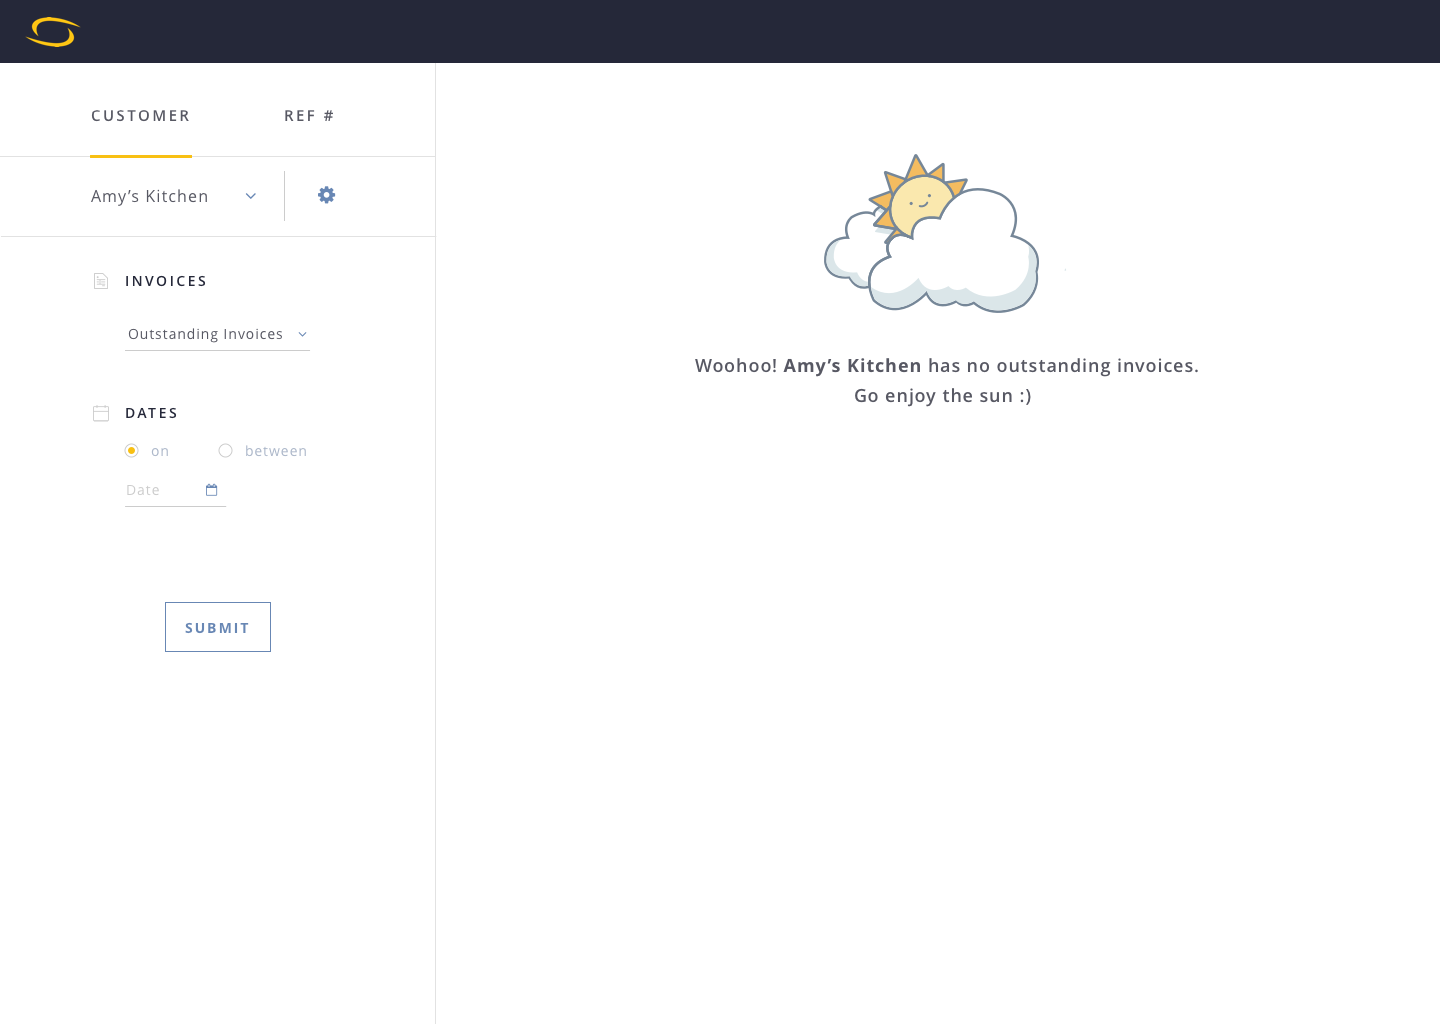 CUSTOMER
REF #
Amy’s Kitchen
INVOICES
Outstanding Invoices
DATES
on
between
Date
SUBMIT
Woohoo! Amy’s Kitchen has no outstanding invoices.
Go enjoy the sun :)